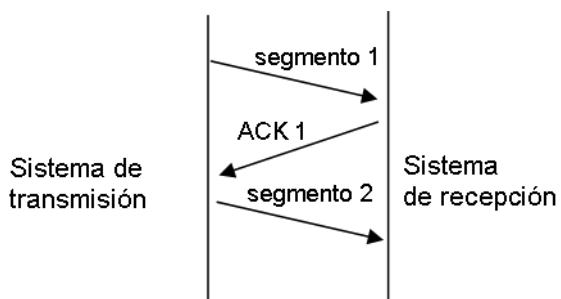 segmento 1
ACK 1
Sistema de
transmisión
segmento 2
Sistema
de recepción